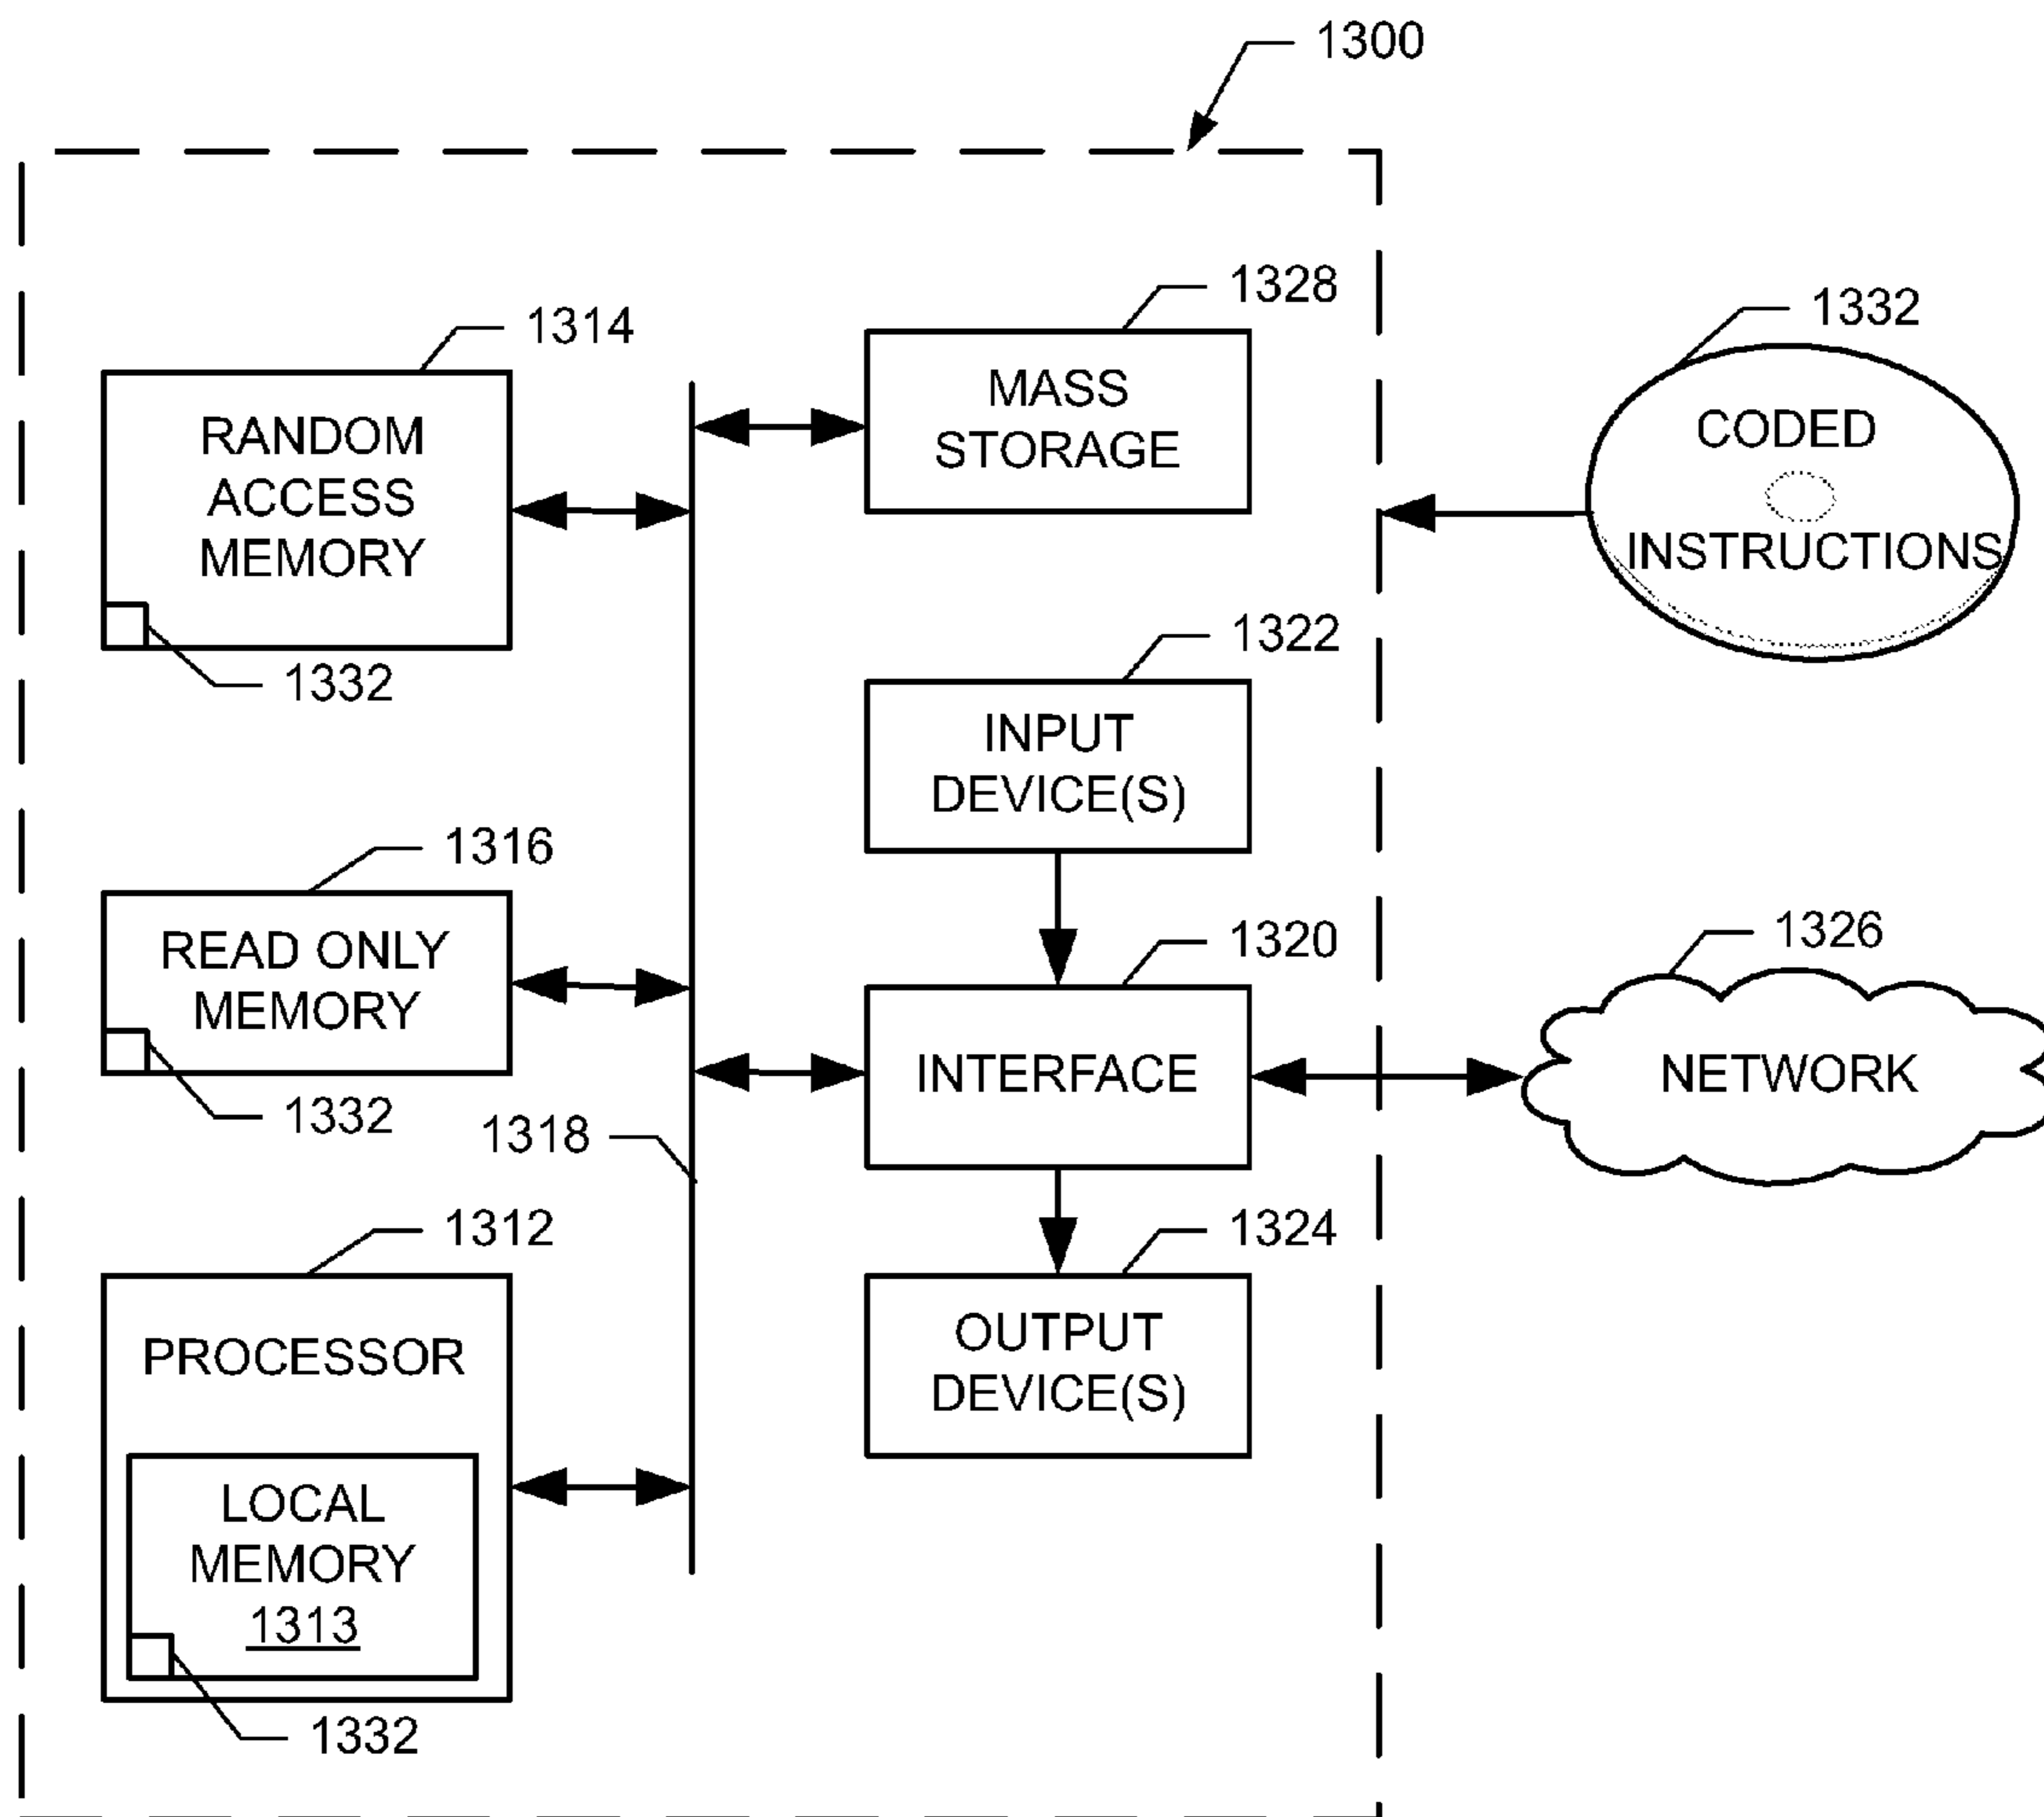 1300
1328
1332
1314
MASS
STORAGE
CODED
INSTRUCTIONS
RANDOM
ACCESS
MEMORY
1332
1322
INPUT
DEVICE(S)
1316
READ ONLY
MEMORY
1332
1320
INTERFACE
1326
NETWORK
1318
1312
PROCESSOR
LOCAL
MEMORY
1313
1332
1324
OUTPUT
DEVICE(S)